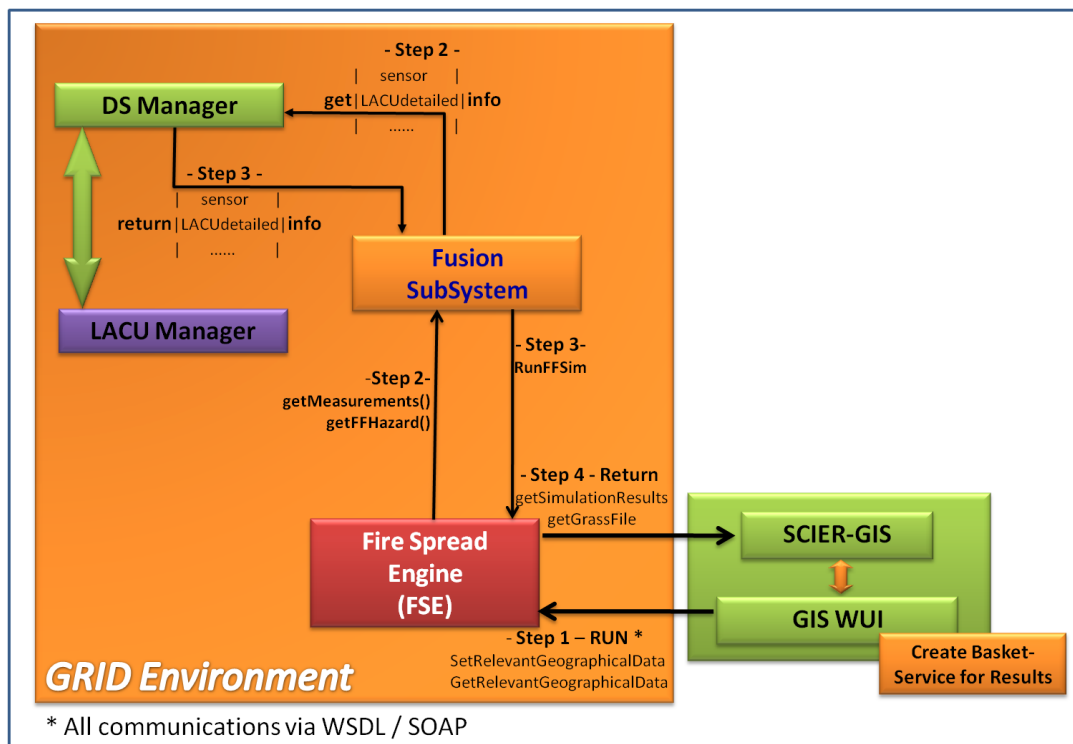 - Step 2 -
| sensor |
get |LACUdetailed| info
| ...... |
DS Manager
- Step 3 -
| sensor |
return |LACUdetailed| info
| ...... |
Fusion
SubSystem
LACU Manager
- Step 3-
RunFFSim
-Step 2-
getMeasurements()
getFFHazard()
- Step 4 - Return
getSimulationResults
getGrassFile
Fire Spread
Engine
(FSE)
SCIER-GIS
GIS WUI
- Step 1 – RUN *
SetRelevantGeographicalData
GetRelevantGeographicalData
Create Basket-
Service for Results
GRID Environment
* All communications via WSDL / SOAP